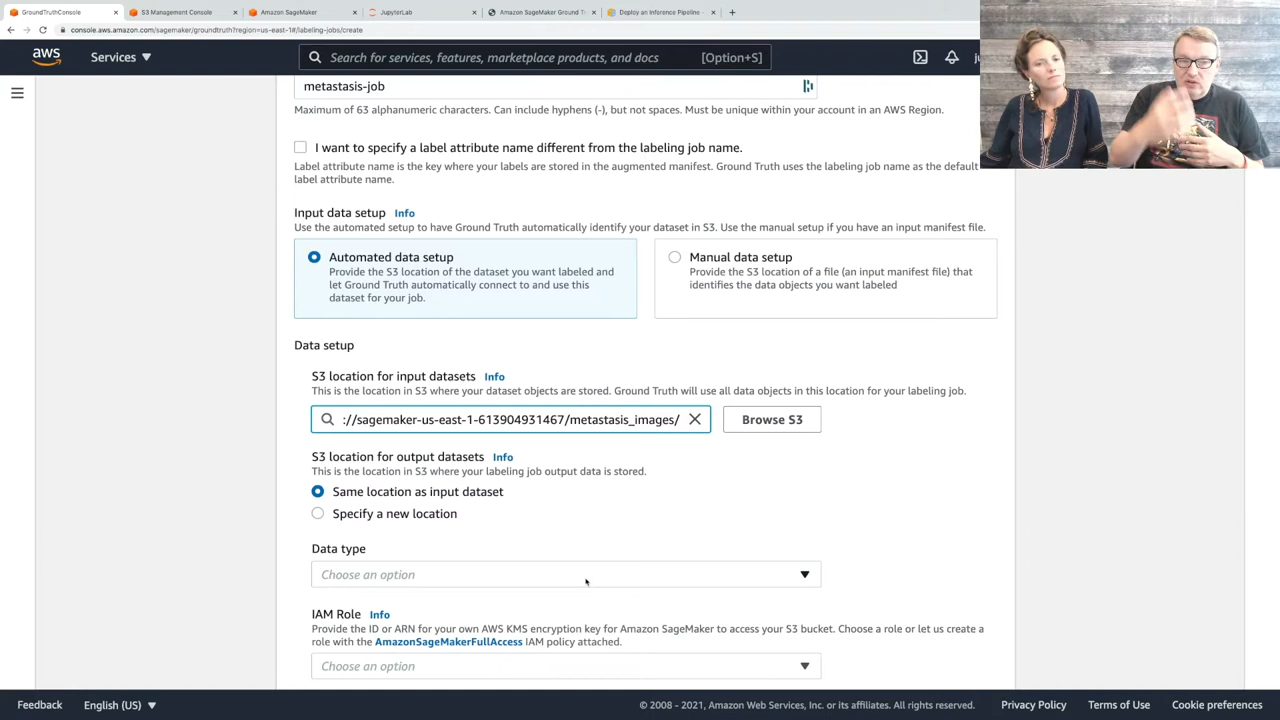 GroundTruthConsole
S3 Management Console
Amazon SageMaker
JupyterLab
Amazon SageMaker Ground Tr
Deploy an Inference Pipeline -
console.aws.amazon.com/sagemaker/groundtruth?region=us-east-1#/labeling-jobs/create
aws
Services
Search for services, features, marketplace products, and docs
[Option+S]
metastasis-job
Maximum of 63 alphanumeric characters. Can include hyphens (-), but not spaces. Must be unique within your account in an AWS Region.
I want to specify a label attribute name different from the labeling job name.
Label attribute name is the key where your labels are stored in the augmented manifest. Ground Truth uses the labeling job name as the default
label attribute name.
Input data setup Info
Use the automated setup to have Ground Truth automatically identify your dataset in S3. Use the manual setup if you have an input manifest file.
Automated data setup
Provide the S3 location of the dataset you want labeled and
let Ground Truth automatically connect to and use this
dataset for your job.
Manual data setup
Provide the S3 location of a file (an input manifest file) that
identifies the data objects you want labeled
Data setup
S3 location for input datasets Info
This is the location in S3 where your dataset objects are stored. Ground Truth will use all data objects in this location for your labeling job.
://sagemaker-us-east-1-613904931467/metastasis_images/
Browse S3
S3 location for output datasets Info
This is the location in S3 where your labeling job output data is stored.
Same location as input dataset
Specify a new location
Data type
Choose an option
IAM Role Info
Provide the ID or ARN for your own AWS KMS encryption key for Amazon SageMaker to access your S3 bucket. Choose a role or let us create a
role with the AmazonSageMakerFullAccess IAM policy attached.
Choose an option
Feedback
English (US)
© 2008 - 2021, Amazon Web Services, Inc. or its affiliates. All rights reserved.
Privacy Policy
Terms of Use
Cookie preferences